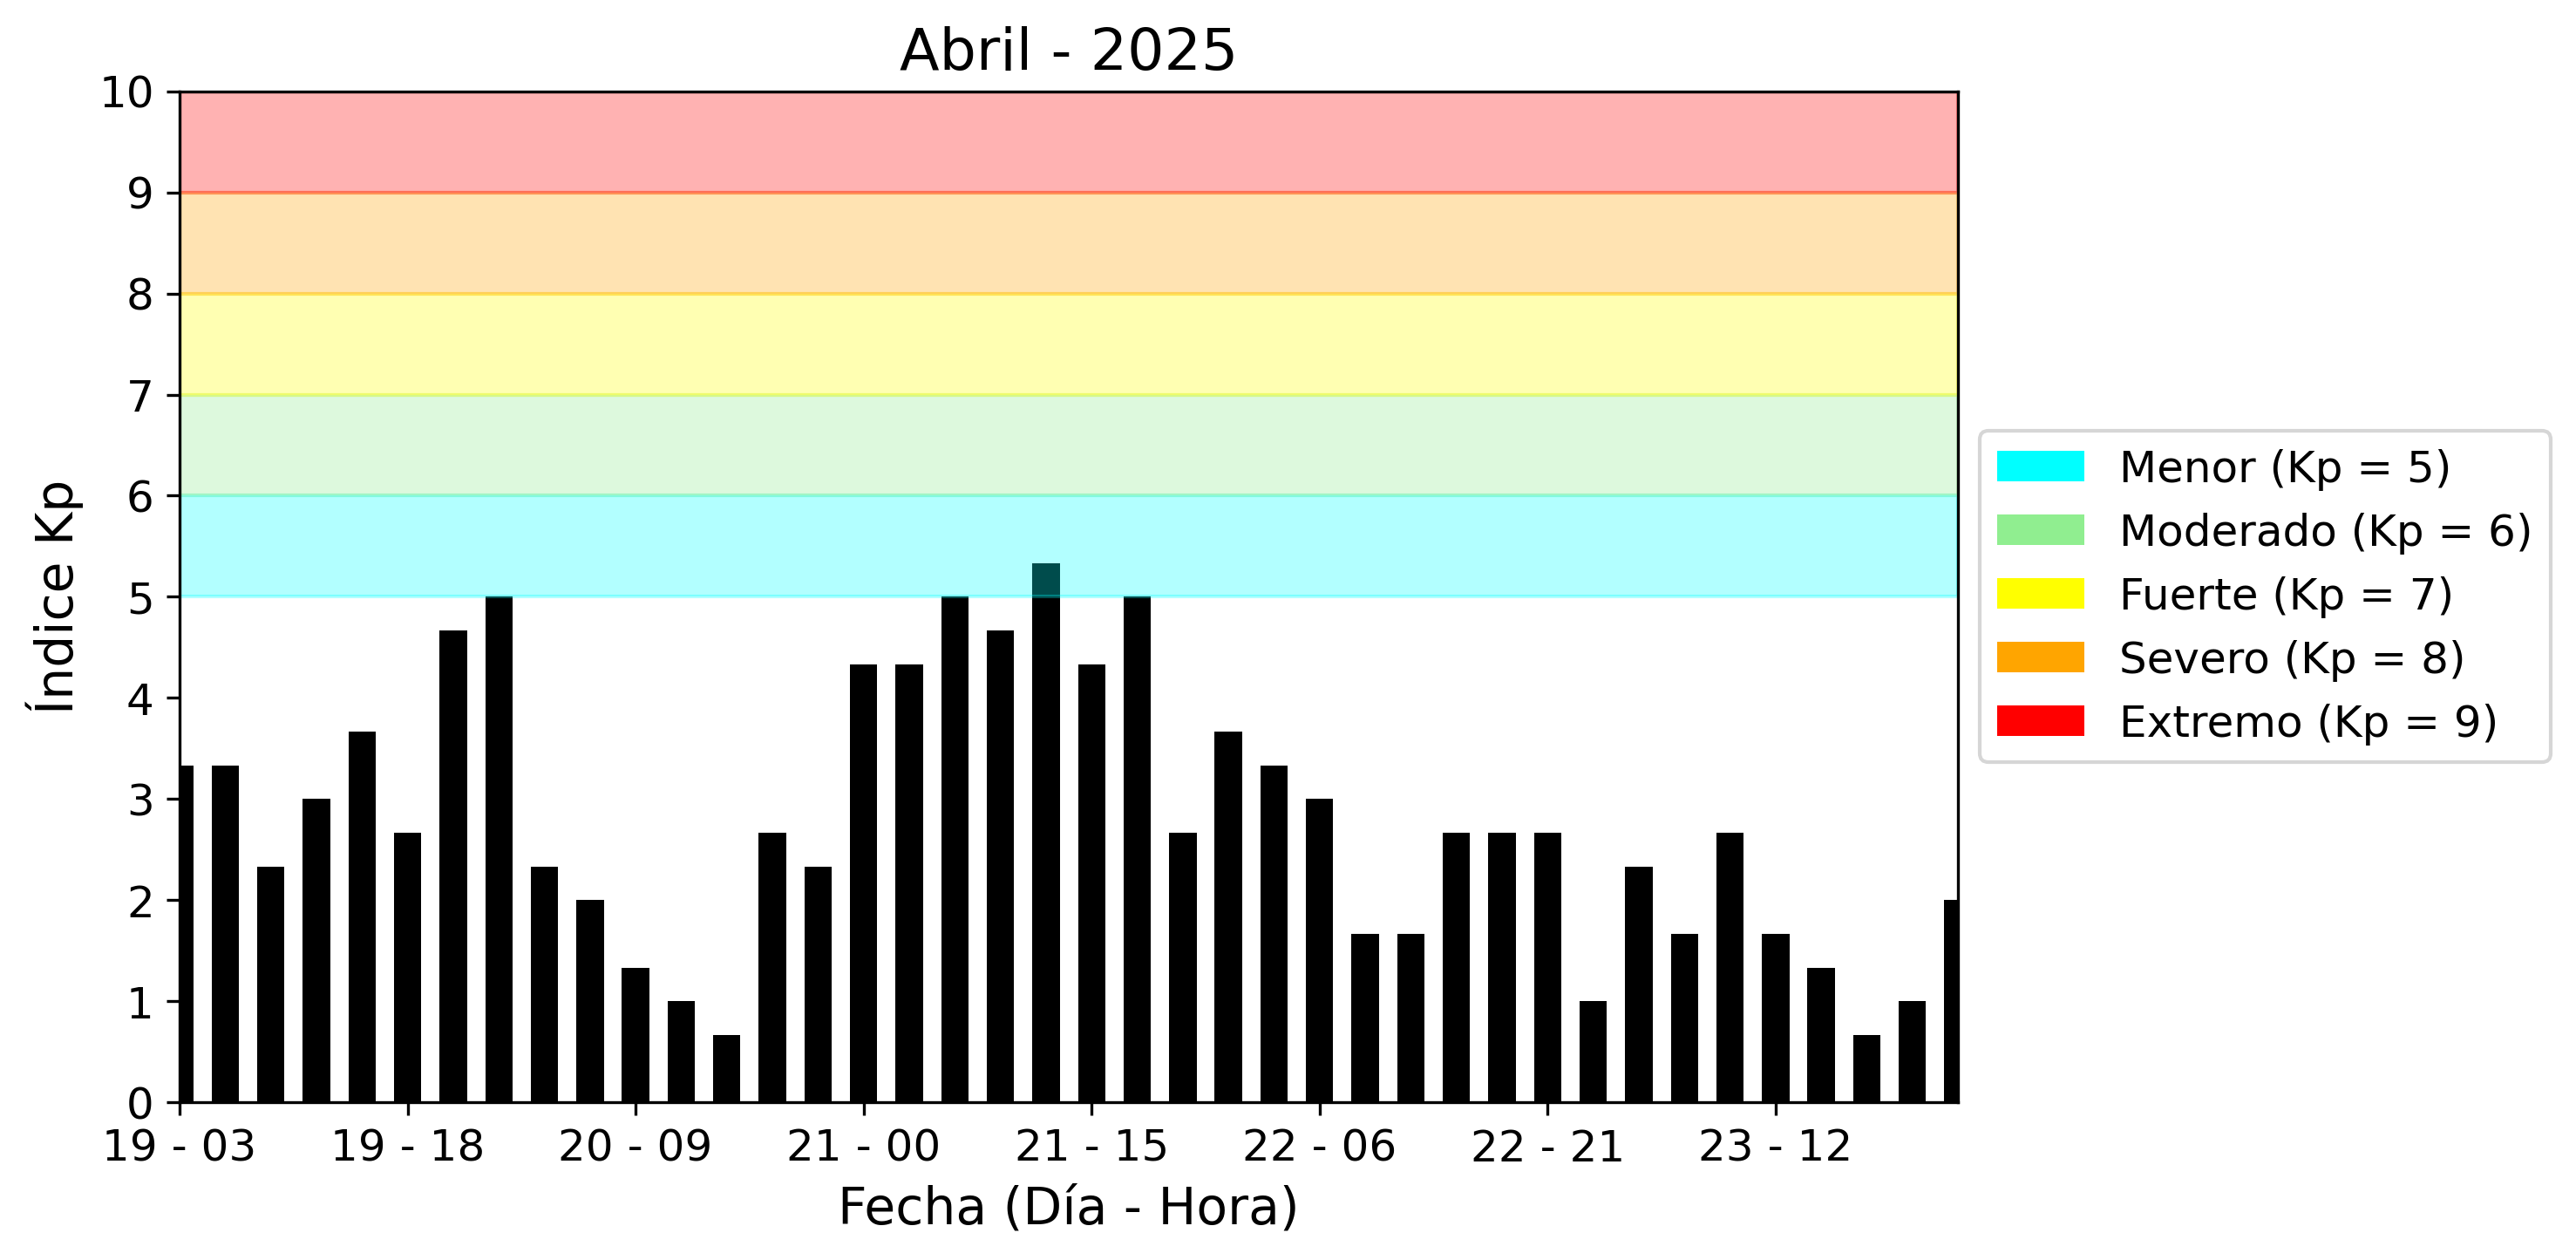 Abril - 2025
10
9
8
7
6
5
4
3
2
1
0
Índice Kp
19 - 03
19 - 18
20 - 09
21 - 00
21 - 15
22 - 06
22 - 21
23 - 12
Fecha (Día - Hora)
Menor (Kp = 5)
Moderado (Kp = 6)
Fuerte (Kp = 7)
Severo (Kp = 8)
Extremo (Kp = 9)